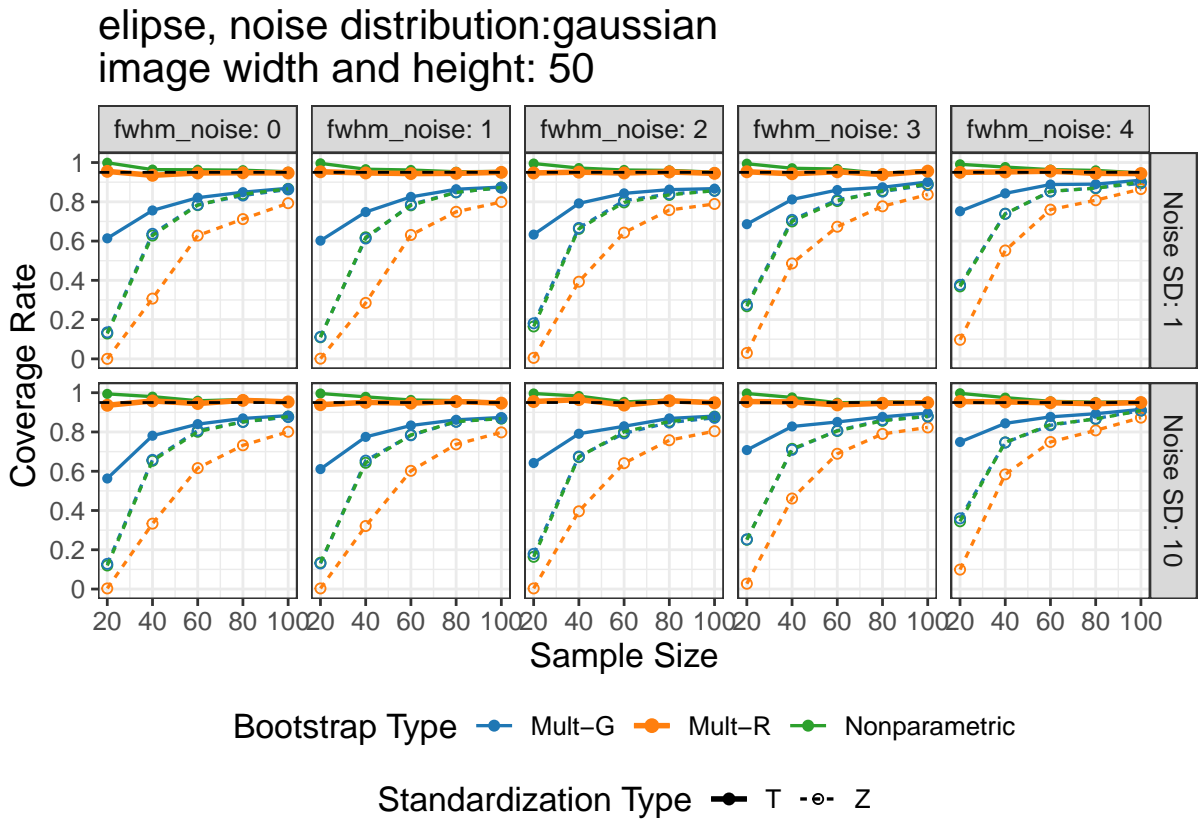 elipse, noise distribution:gaussian
image width and height: 50
fwhm_noise: 0
fwhm_noise: 1
fwhm_noise: 2
fwhm_noise: 3
fwhm_noise: 4
Coverage Rate
1
0.8
0.6
0.4
0.2
0
Noise SD: 1
1
0.8
0.6
0.4
0.2
0
Noise SD: 10
20 40 60 80 100
20 40 60 80 100
20 40 60 80 100
20 40 60 80 100
20 40 60 80 100
Sample Size
Bootstrap Type Mult−G Mult−R Nonparametric
Standardization Type T Z